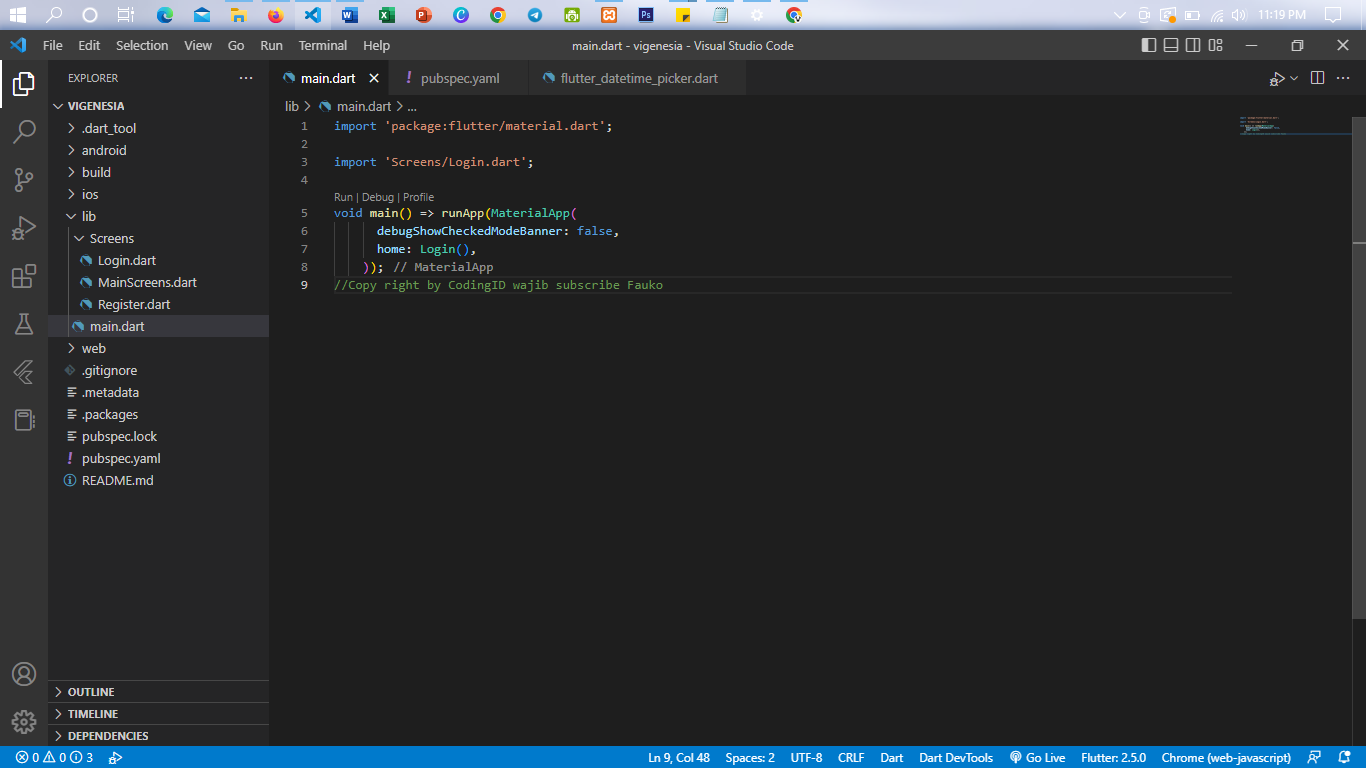 11:19 PM
File Edit Selection View Go Run Terminal Help
main.dart - vigenesia - Visual Studio Code
EXPLORER
VIGENESIA
.dart_tool
android
build
ios
lib
Screens
Login.dart
MainScreens.dart
Register.dart
main.dart
web
.gitignore
.metadata
.packages
pubspec.lock
pubspec.yaml
README.md
OUTLINE
TIMELINE
DEPENDENCIES
main.dart ! pubspec.yaml flutter_datetime_picker.dart
lib > main.dart > ...
1 import 'package:flutter/material.dart';
2
3 import 'Screens/Login.dart';
4
Run | Debug | Profile
5 void main() => runApp(MaterialApp(
6 debugShowCheckedModeBanner: false,
7 home: Login(),
8 )); // MaterialApp
9 //Copy right by CodingID wajib subscribe Fauko
0 0 3 Ln 9, Col 48 Spaces: 2 UTF-8 CRLF Dart Dart DevTools Go Live Flutter: 2.5.0 Chrome (web-javascript)